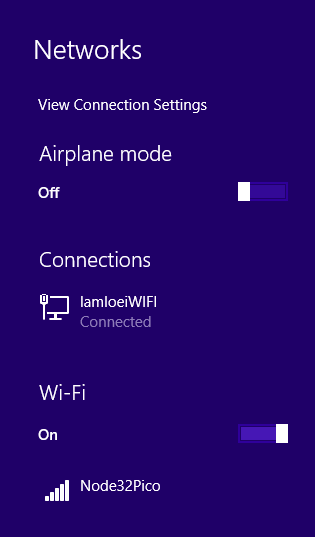 Networks
View Connection Settings
Airplane mode
Off
Connections
IamloeiWIFI
Connected
Wi-Fi
On
Node32Pico